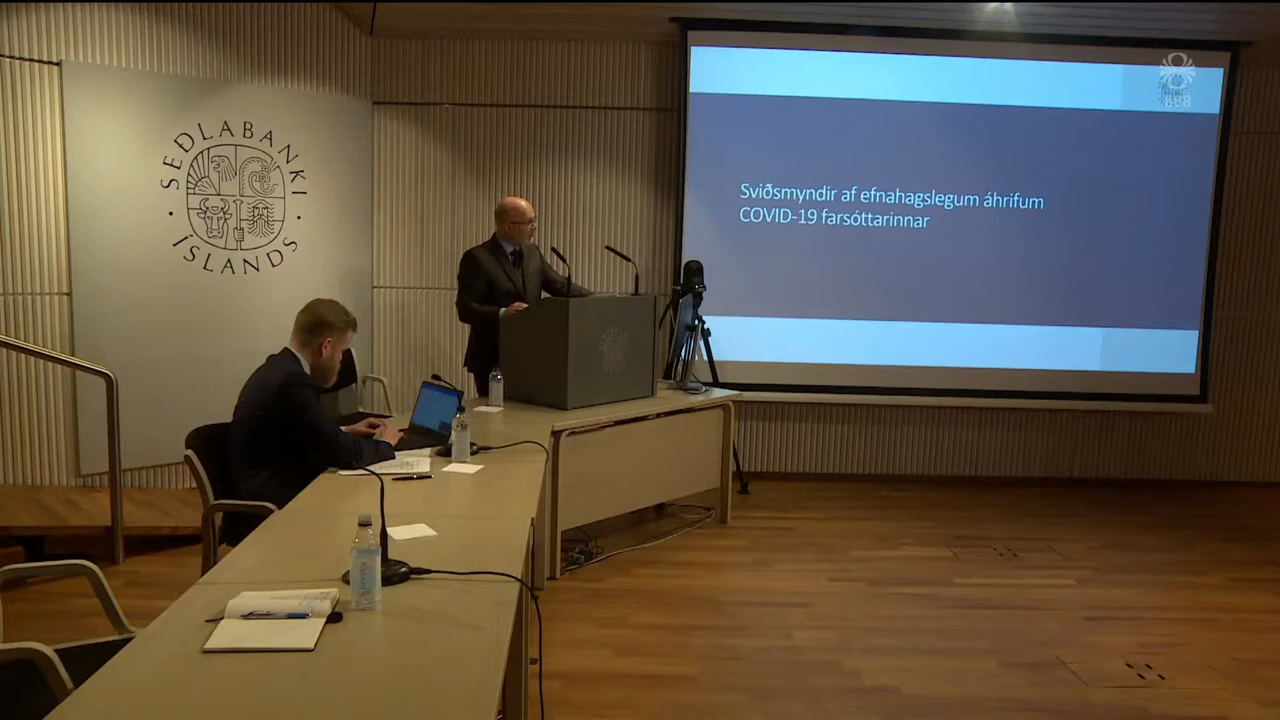 SEÐLABANKI
ÍSLANDS
Sviðsmyndir af efnahagslegum áhrifum
COVID-19 farsóttarinnar